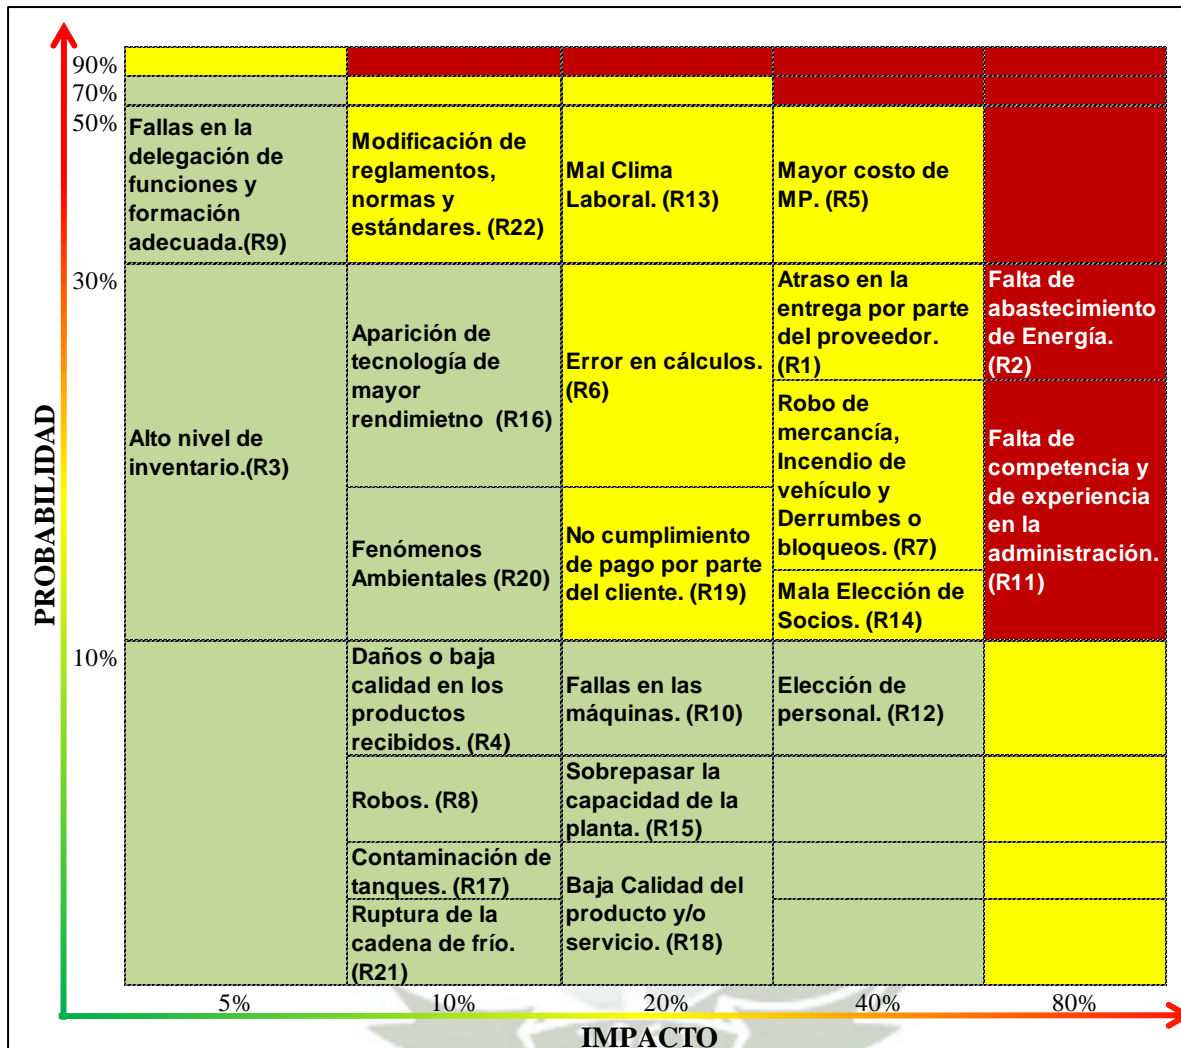 PROBABILIDAD
90%
70%
50%
Fallas en la
delegación de
funciones y
formación
adecuada.(R9)
Modificación de
reglamentos,
normas y
estándares. (R22)
Mal Clima
Laboral. (R13)
Mayor costo de
MP. (R5)
30%
Alto nivel de
inventario.(R3)
Aparición de
tecnología de
mayor
rendimietno (R16)
Error en cálculos.
(R6)
Atraso en la
entrega por parte
del proveedor.
(R1)
Falta de
abastecimiento
de Energía.
(R2)
Robo de
mercancía,
Incendio de
vehículo y
Derrumbes o
bloqueos. (R7)
Falta de
competencia y
de experiencia
en la
administración.
(R11)
Fenómenos
Ambientales (R20)
No cumplimiento
de pago por parte
del cliente. (R19)
Mala Elección de
Socios. (R14)
10%
Daños o baja
calidad en los
productos
recibidos. (R4)
Fallas en las
máquinas. (R10)
Elección de
personal. (R12)
Robos. (R8)
Sobrepasar la
capacidad de la
planta. (R15)
Contaminación de
tanques. (R17)
Baja Calidad del
producto y/o
servicio. (R18)
Ruptura de la
cadena de frío.
(R21)
5%
10%
20%
40%
80%
IMPACTO